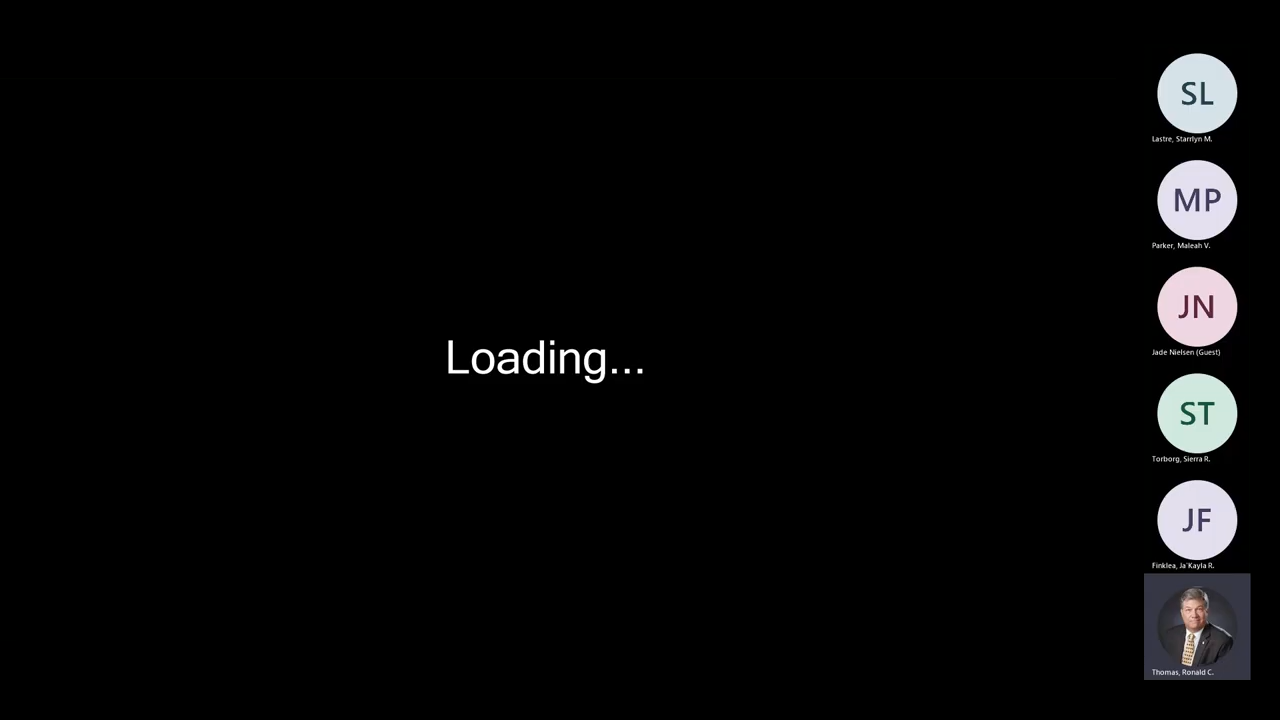 SL
Lastre, Starrlyn M.
MP
Parker, Maleah V.
JN
Jade Nielsen (Guest)
Loading...
ST
Torborg, Sierra R.
JF
Finklea, Ja'Kayla R.
Thomas, Ronald C.